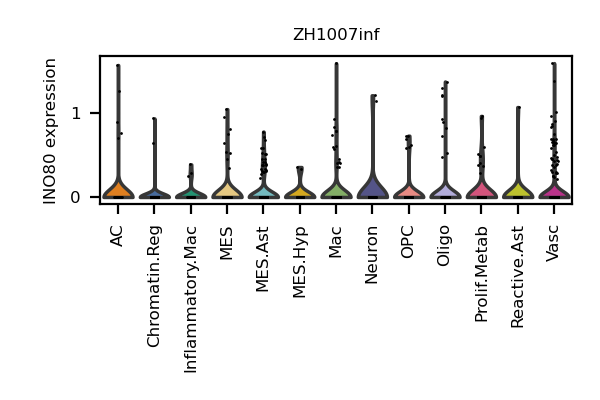 ZH1007inf
INO80 expression
1
0
AC
Chromatin.Reg
Inflammatory.Mac
MES
MES.Ast
MES.Hyp
Mac
Neuron
OPC
Oligo
Prolif.Metab
Reactive.Ast
Vasc